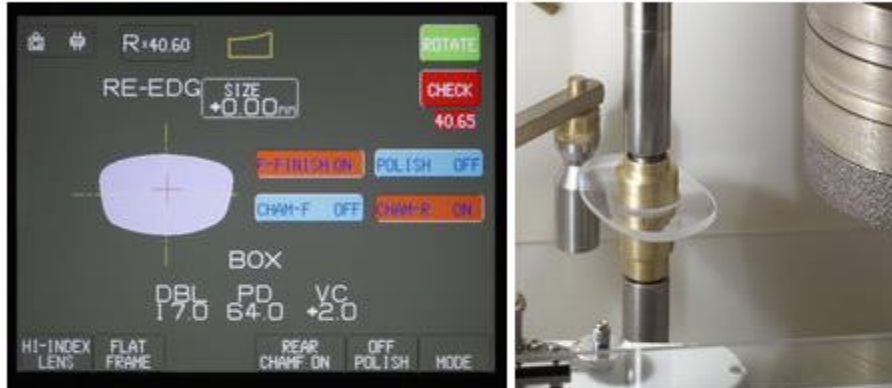 R×40.60
ROTATE
RE-EDG
SIZE
+0.00mm
CHECK
40.65
F-FINISH ON
POLISH OFF
CHAM-F OFF
CHAM-R ON
BOX
DBL PD VC
17.0 64.0 +2.0
HI-INDEX LENS
FLAT FRAME
REAR CHAMF ON
OFF POLISH
MODE